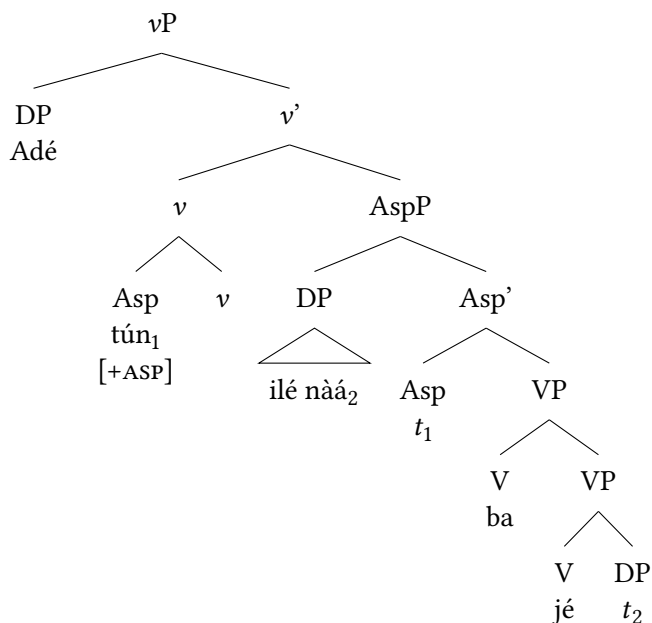 vP
DP v’
Adé
v AspP
Asp v DP Asp’
tún₁
[+ASP] ilé nàá₂ Asp VP
t₁
V VP
ba
V DP
jé t₂